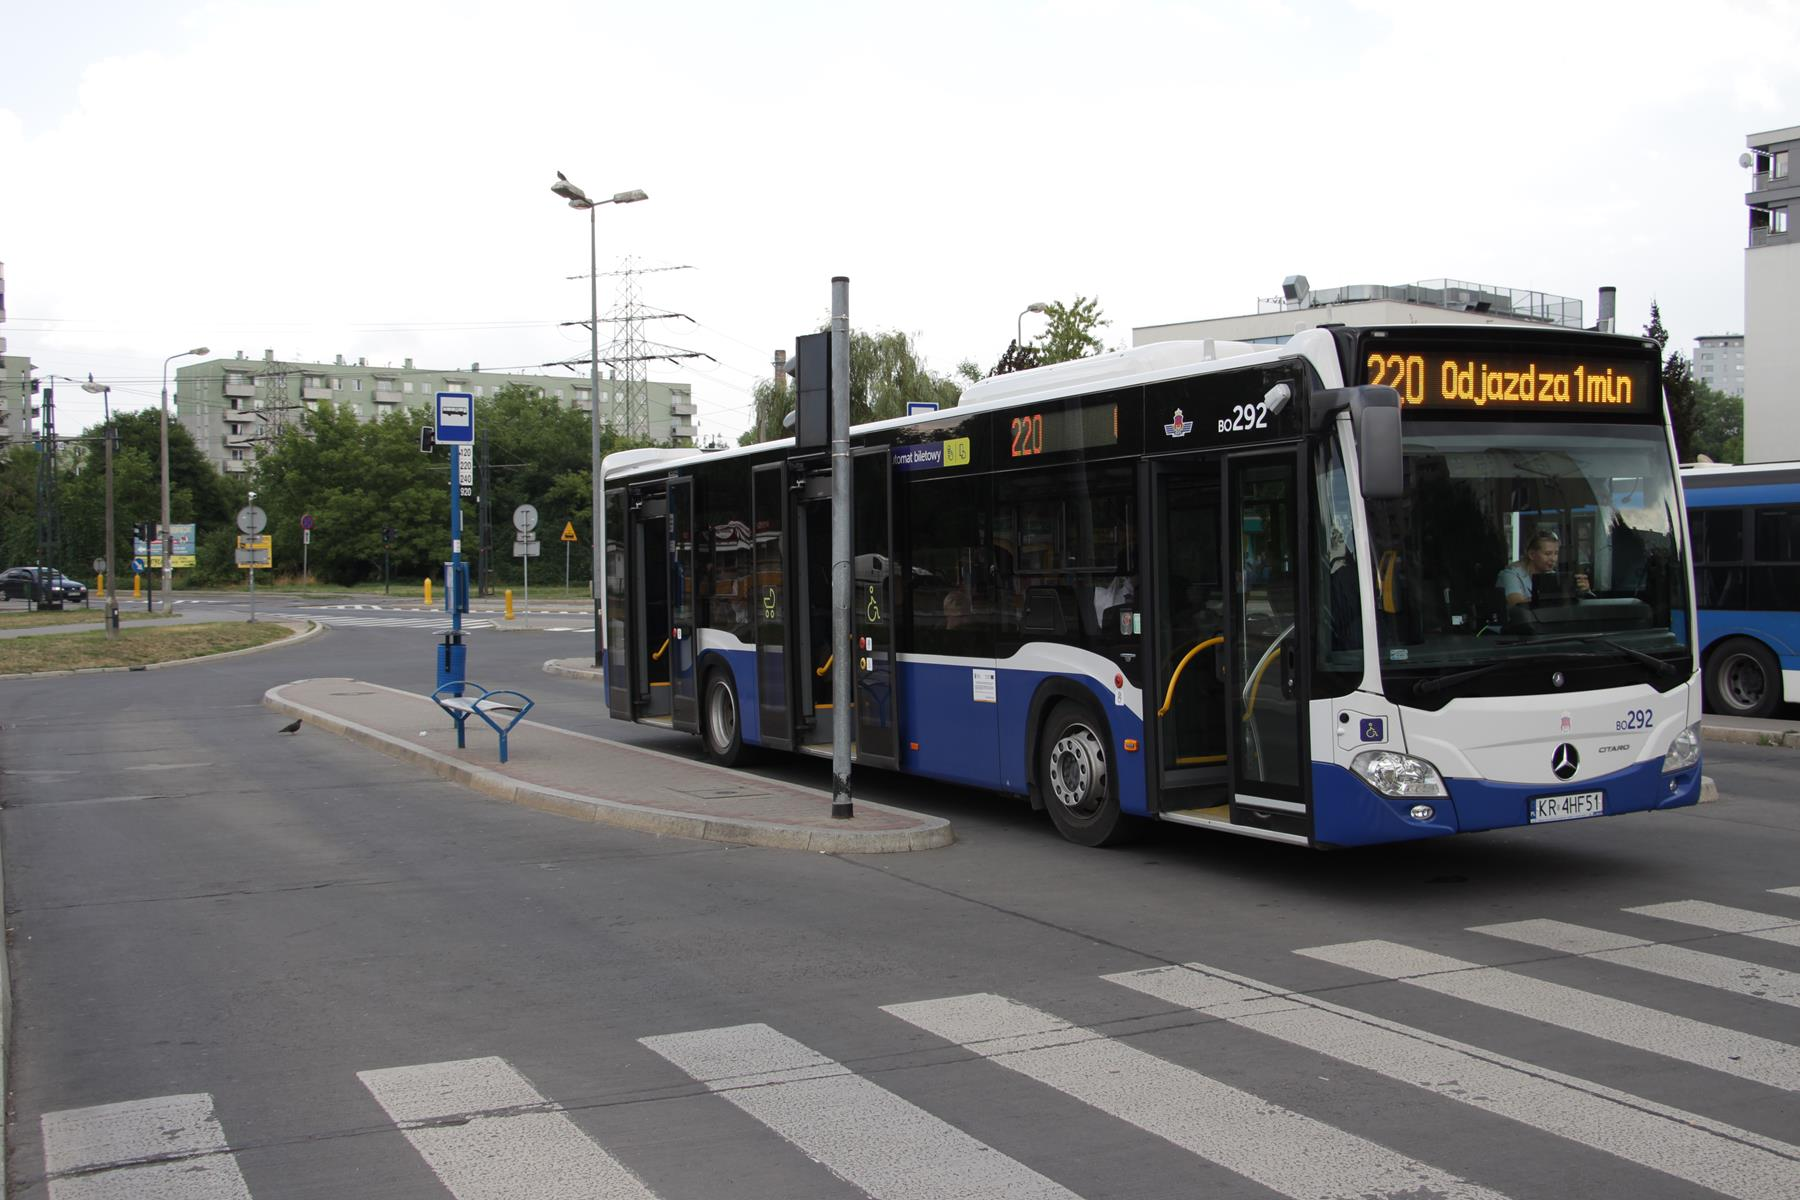 220 Odjazd za 1 min
220
BO292
tomat biletowy
120
220
240
920
BO292
CITARO
KR 4HF51